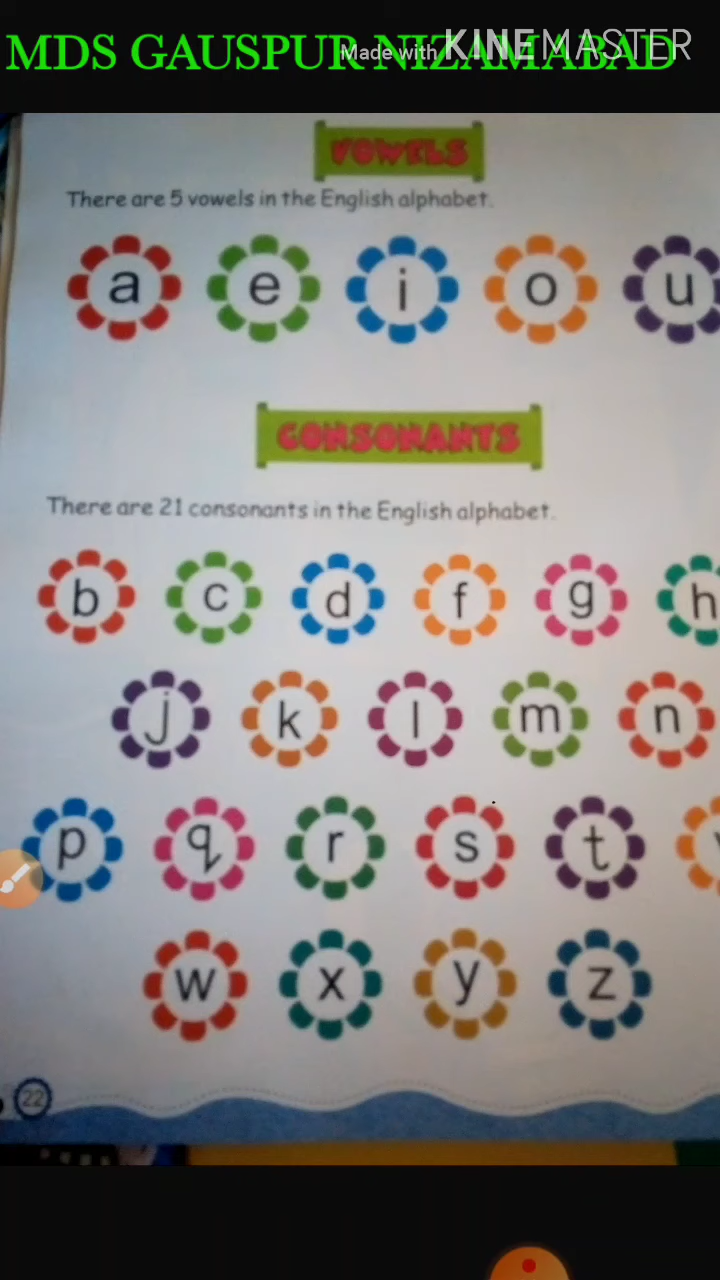 MDS GAUSPUR NIZAMABAD
Made with KINEMASTER
VOWELS
There are 5 vowels in the English alphabet.
a e i o u
CONSONANTS
There are 21 consonants in the English alphabet.
b c d f g h
j k l m n
p q r s t
w x y z
22